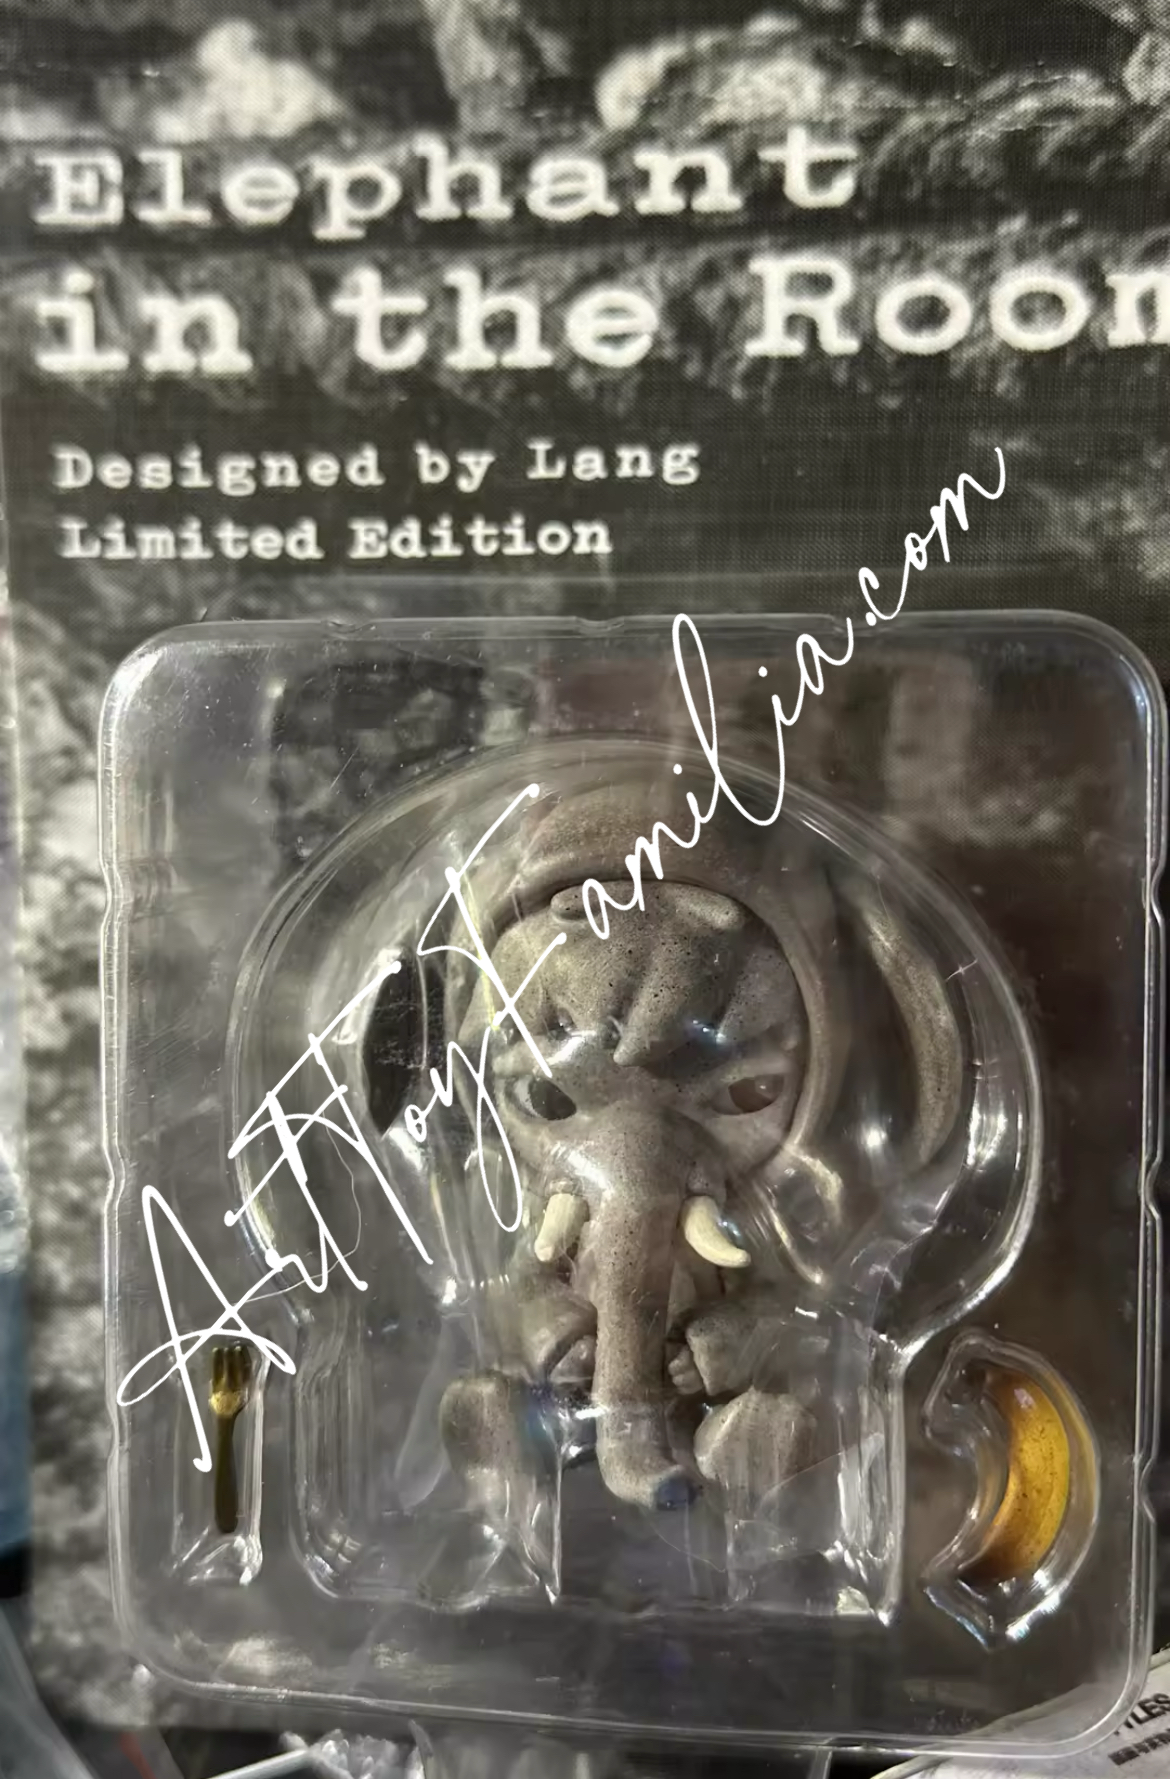 Elephant
in the Room
Designed by Lang
Limited Edition
ArtToyFamilia.com